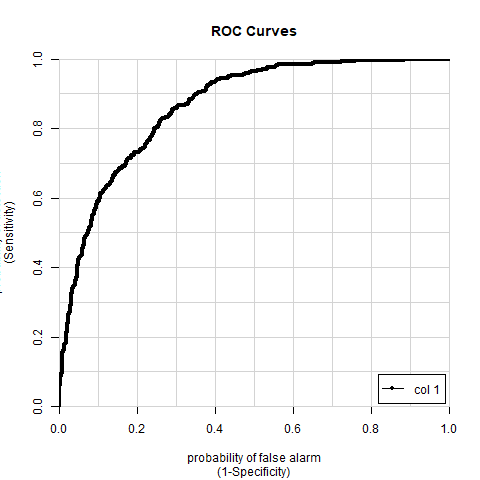 ROC Curves
1.0
0.8
0.6
0.4
0.2
0.0
(Sensitivity)
col 1
0.0 0.2 0.4 0.6 0.8 1.0
probability of false alarm
(1-Specificity)